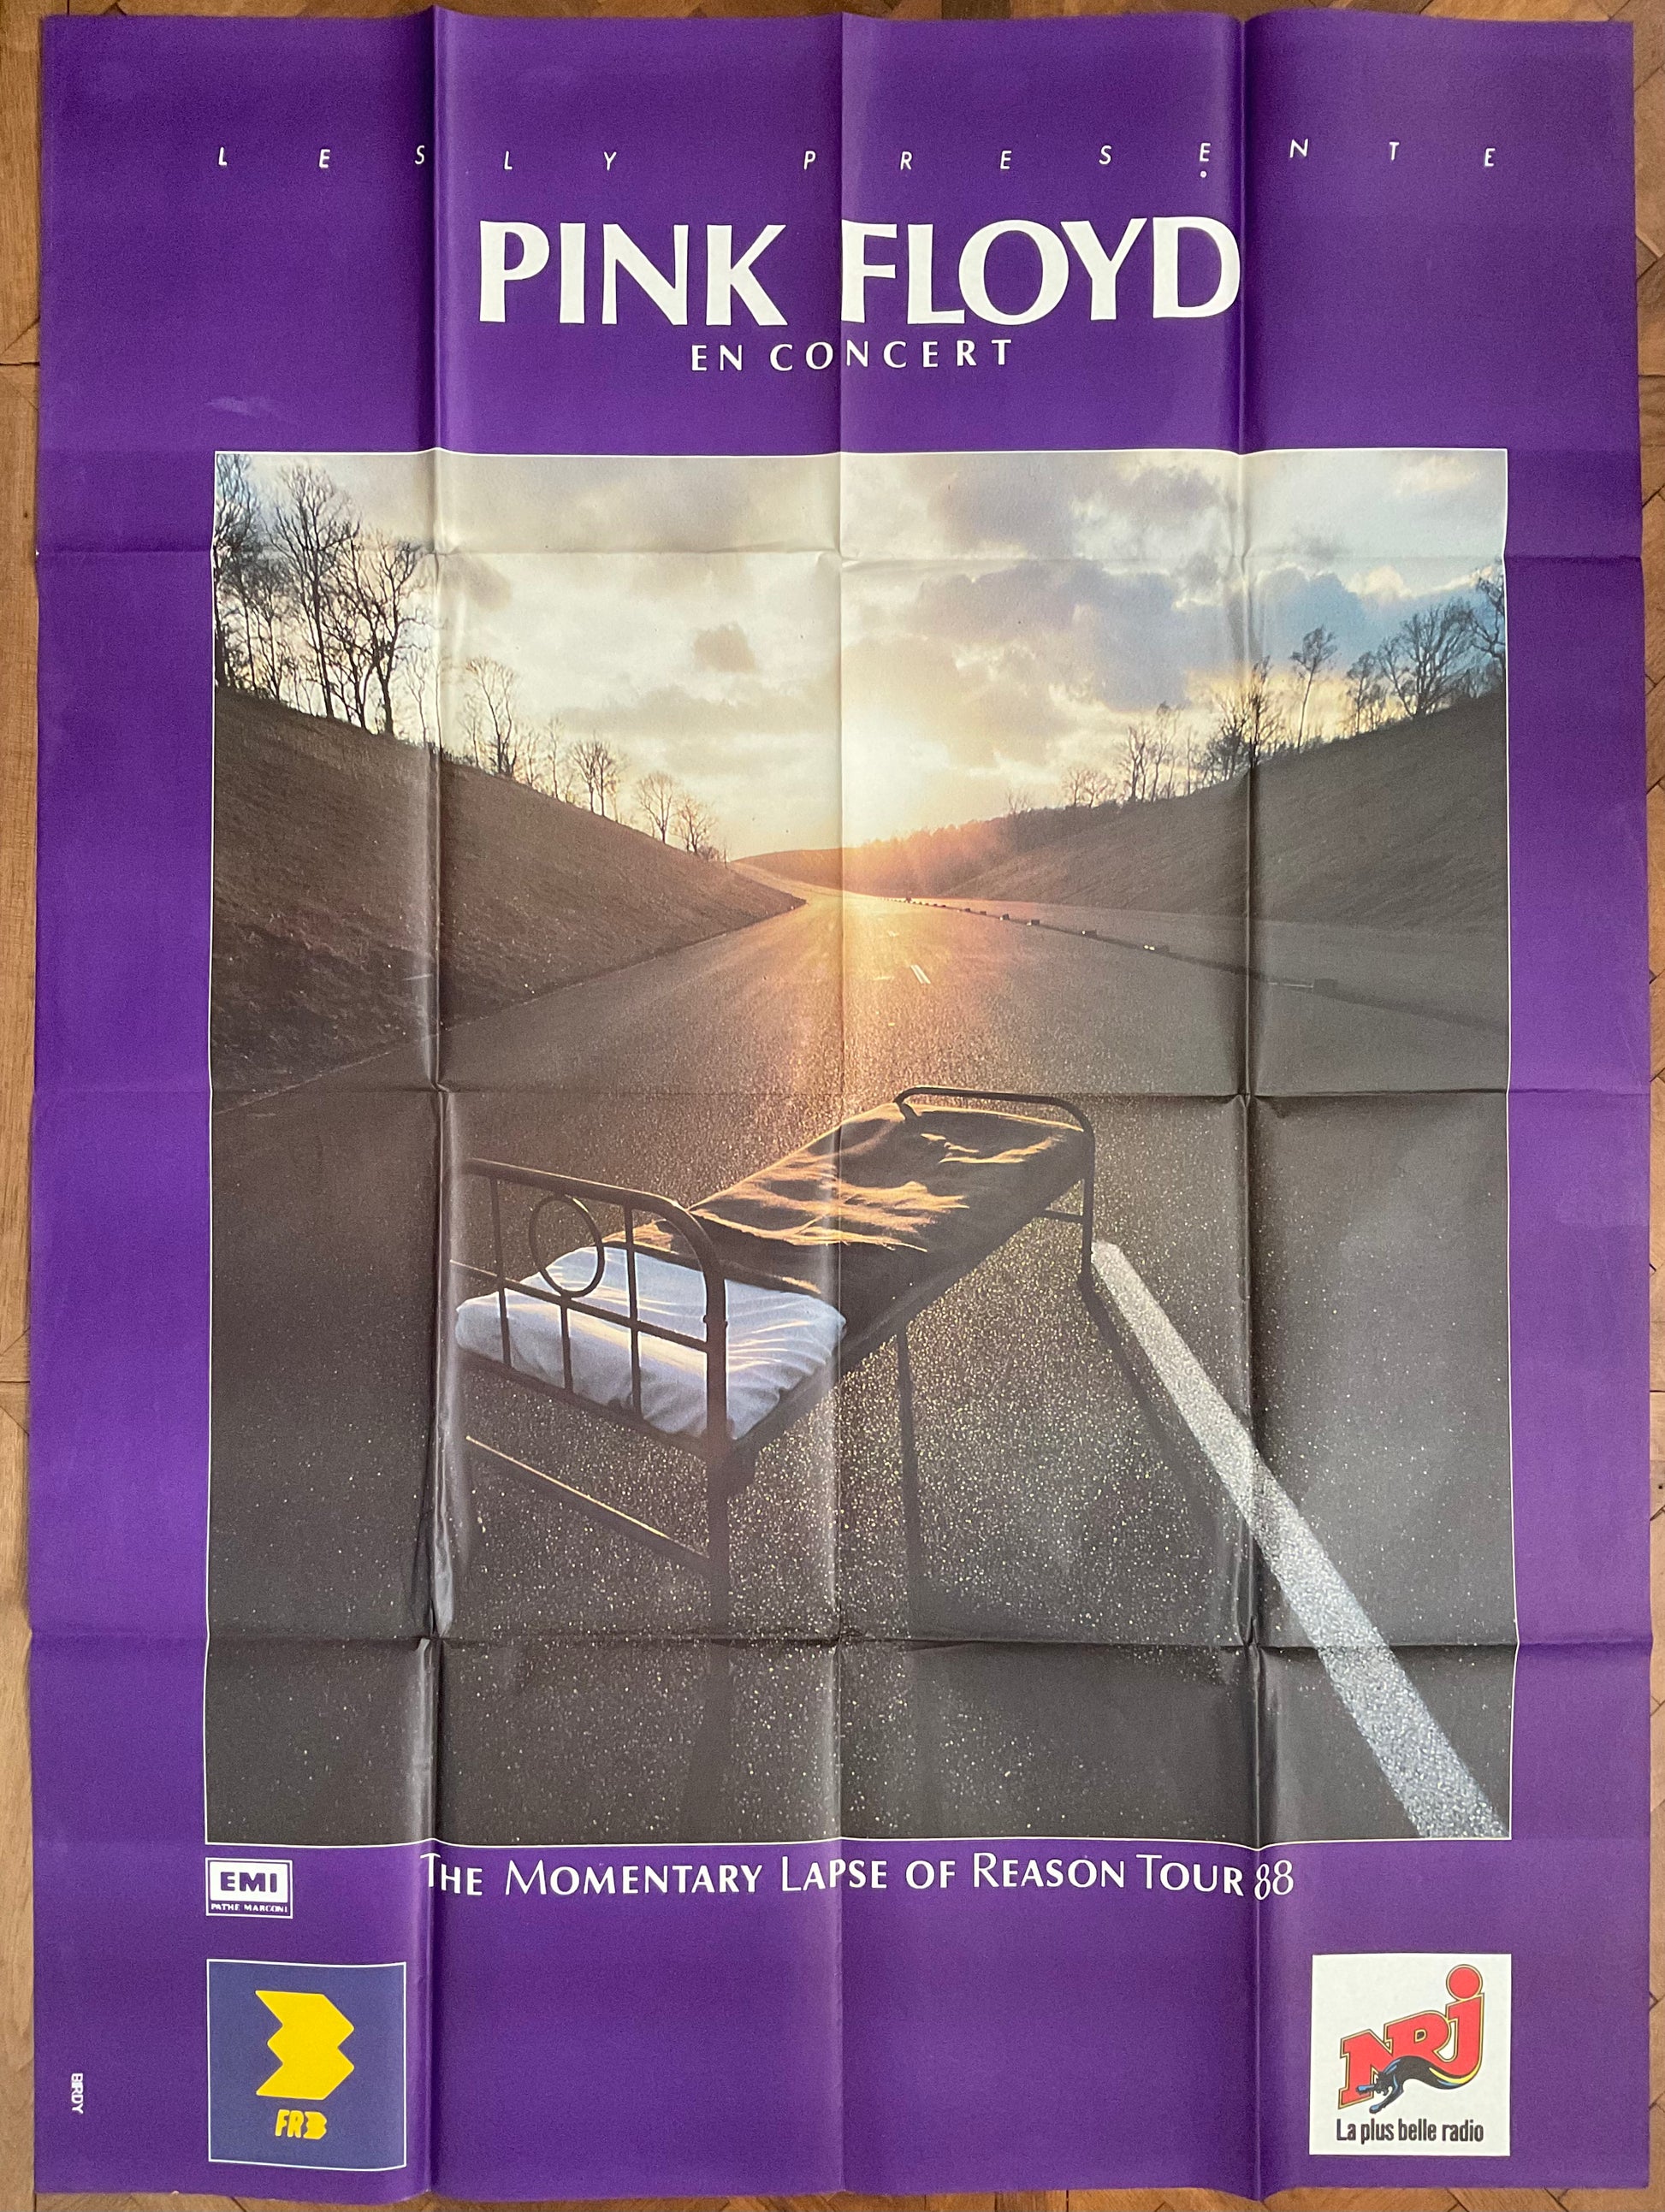 LESLY PRESENTE
PINK FLOYD
EN CONCERT
THE MOMENTARY LAPSE OF REASON TOUR 88
EMI
PATHE MARCONI
FR3
NRJ
La plus belle radio
BIRDY